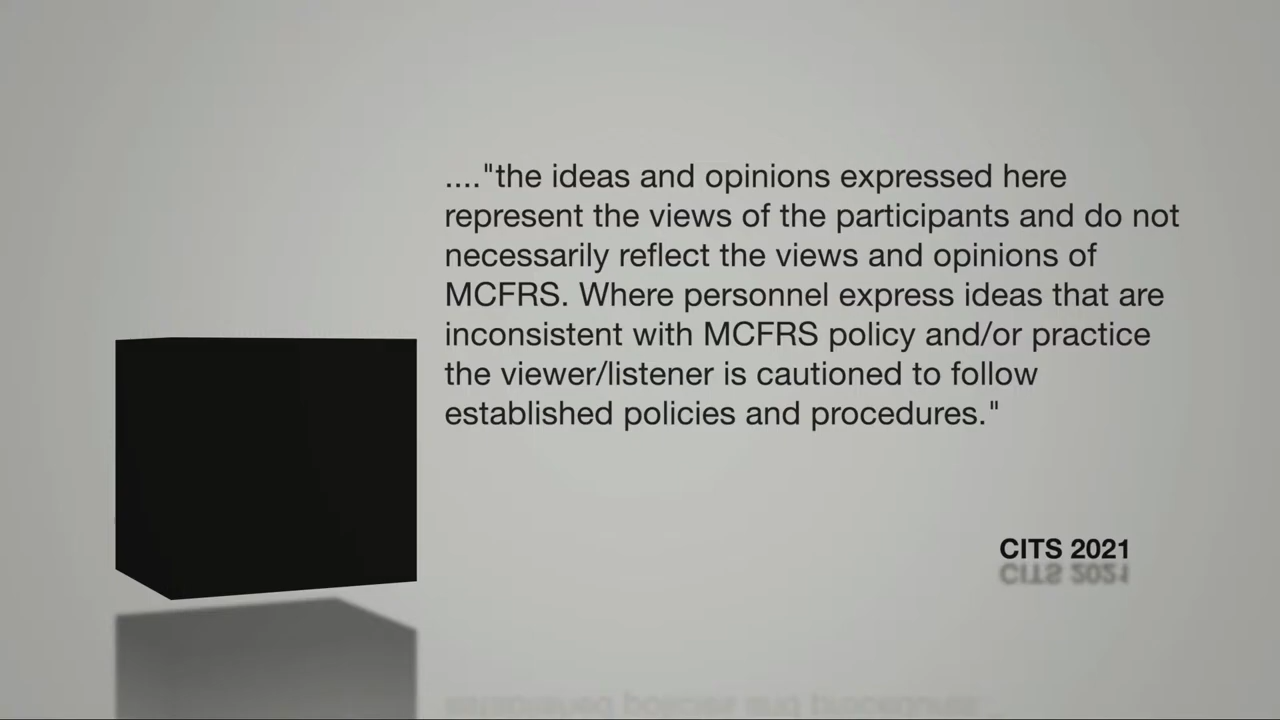 ...."the ideas and opinions expressed here
represent the views of the participants and do not
necessarily reflect the views and opinions of
MCFRS. Where personnel express ideas that are
inconsistent with MCFRS policy and/or practice
the viewer/listener is cautioned to follow
established policies and procedures."
CITS 2021